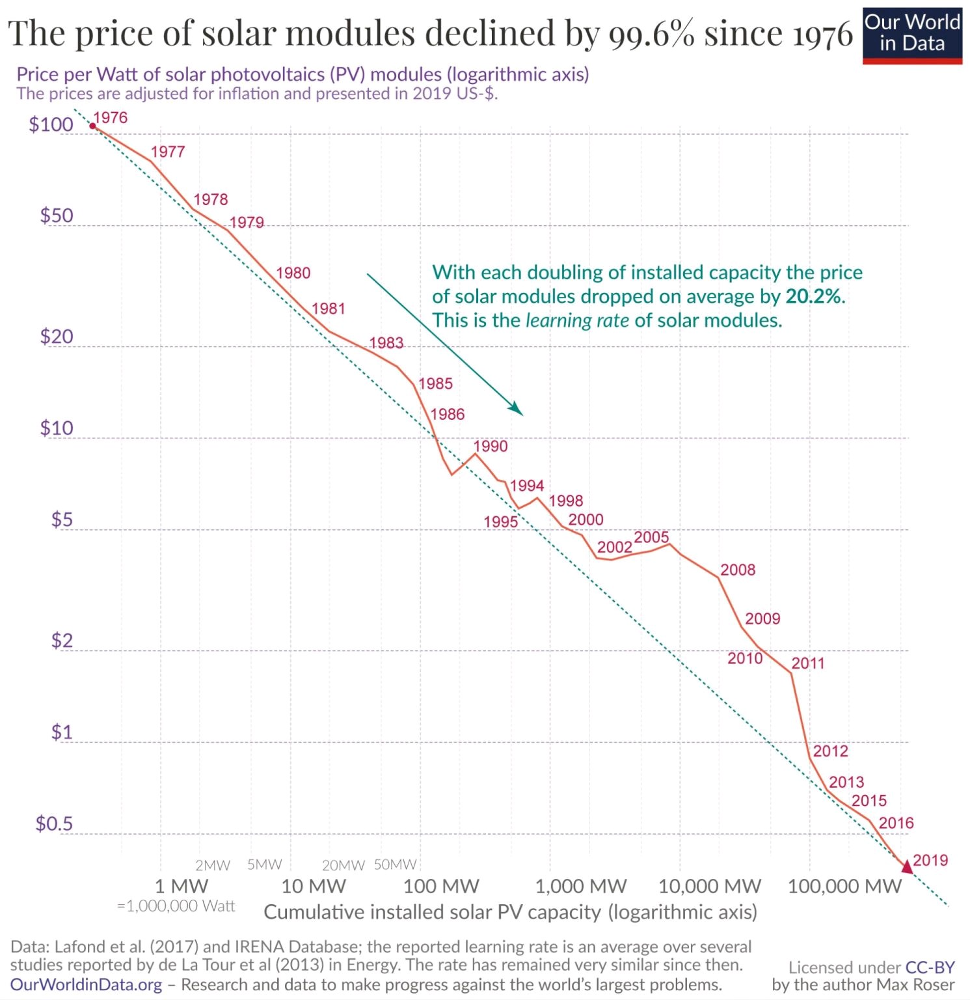 The price of solar modules declined by 99.6% since 1976
Our World
in Data
Price per Watt of solar photovoltaics (PV) modules (logarithmic axis)
The prices are adjusted for inflation and presented in 2019 US-$.
$100
$50
$20
$10
$5
$2
$1
$0.5
1976
1977
1978
1979
1980
1981
1983
1985
1986
1990
1994
1995
1998
2000
2002
2005
2008
2009
2010
2011
2012
2013
2015
2016
2019
With each doubling of installed capacity the price
of solar modules dropped on average by 20.2%.
This is the learning rate of solar modules.
2MW 5MW 20MW 50MW
1 MW 10 MW 100 MW 1,000 MW 10,000 MW 100,000 MW
=1,000,000 Watt
Cumulative installed solar PV capacity (logarithmic axis)
Data: Lafond et al. (2017) and IRENA Database; the reported learning rate is an average over several
studies reported by de La Tour et al (2013) in Energy. The rate has remained very similar since then.
OurWorldinData.org – Research and data to make progress against the world's largest problems.
Licensed under CC-BY
by the author Max Roser